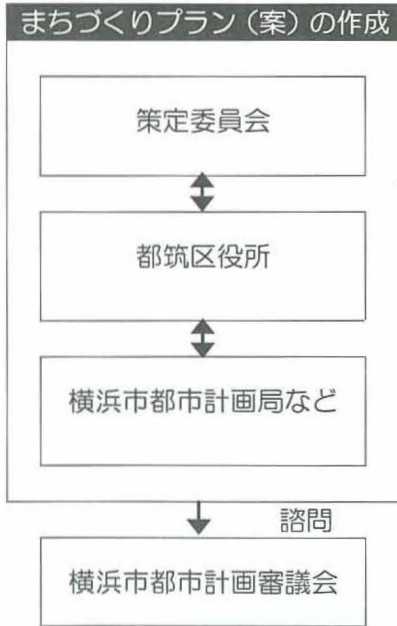 まちづくりプラン（案）の作成
策定委員会
都筑区役所
横浜市都市計画局など
諮問
横浜市都市計画審議会